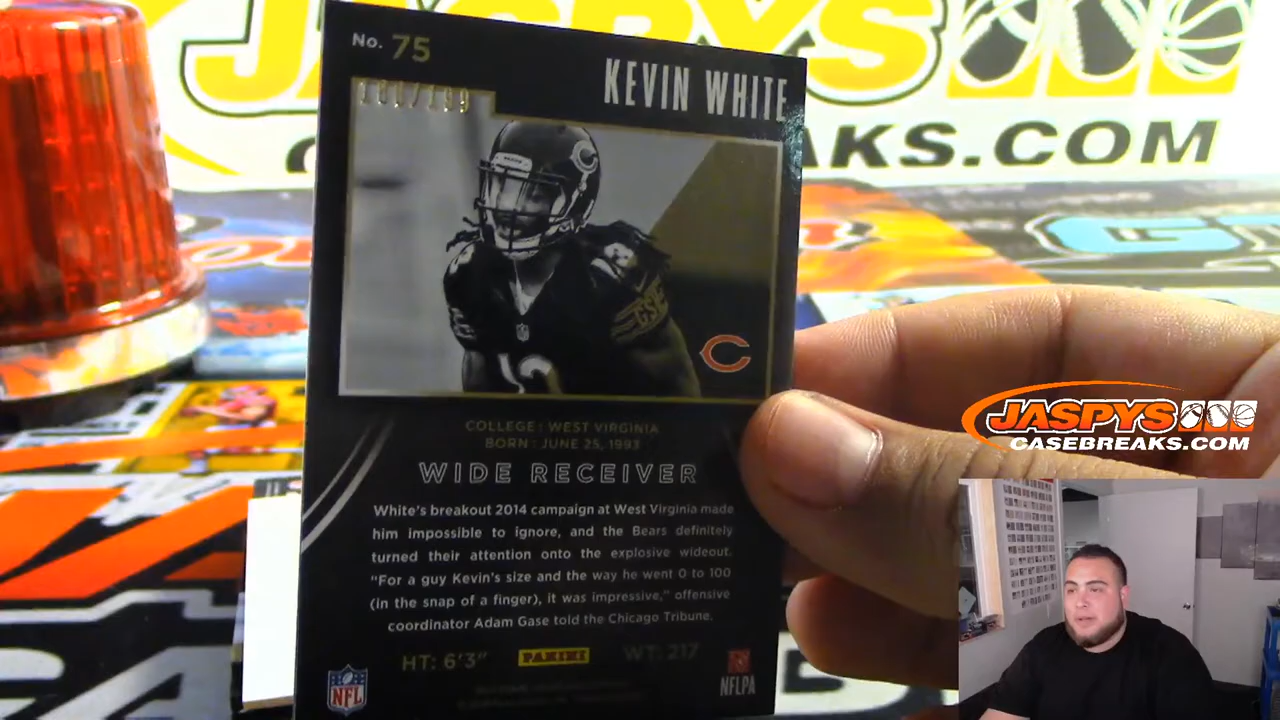 JASPYS
AKS.COM
No. 75
KEVIN WHITE
C
COLLEGE : WEST VIRGINIA
BORN : JUNE 25, 1993
WIDE RECEIVER
White's breakout 2014 campaign at West Virginia made
him impossible to ignore, and the Bears definitely
turned their attention onto the explosive wideout.
"For a guy Kevin's size and the way he went 0 to 100
(in the snap of a finger), it was impressive," offensive
coordinator Adam Gase told the Chicago Tribune.
HT: 6'3" PANINI WT: 217
NFL
NFLPA
JASPYS
CASEBREAKS.COM